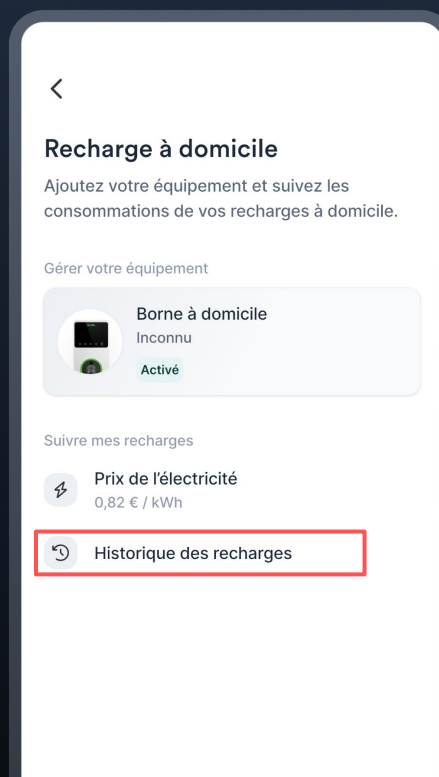 Recharge à domicile
Ajoutez votre équipement et suivez les
consommations de vos recharges à domicile.
Gérer votre équipement
Borne à domicile
Inconnu
Activé
Suivre mes recharges
Prix de l'électricité
0,82 € / kWh
Historique des recharges